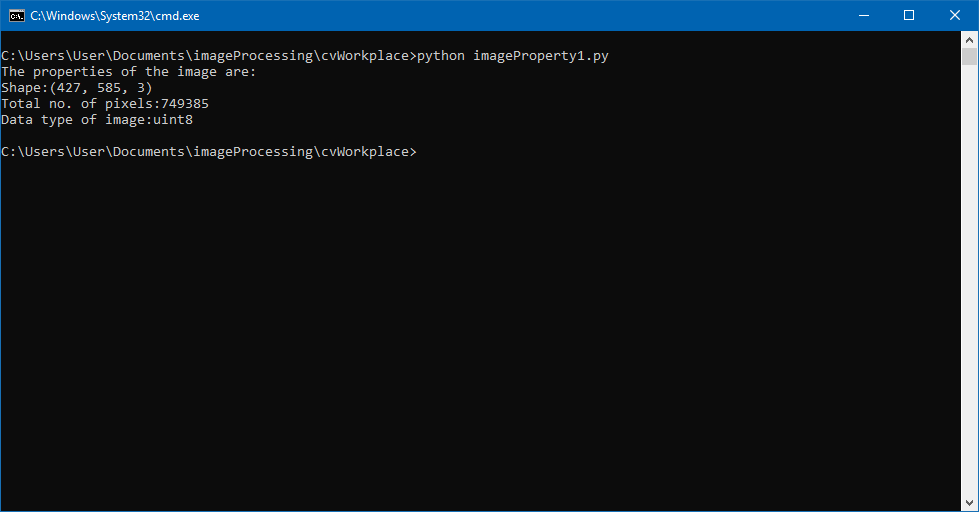 C:\Windows\System32\cmd.exe
C:\Users\User\Documents\imageProcessing\cvWorkplace>python imageProperty1.py
The properties of the image are:
Shape:(427, 585, 3)
Total no. of pixels:749385
Data type of image:uint8
C:\Users\User\Documents\imageProcessing\cvWorkplace>